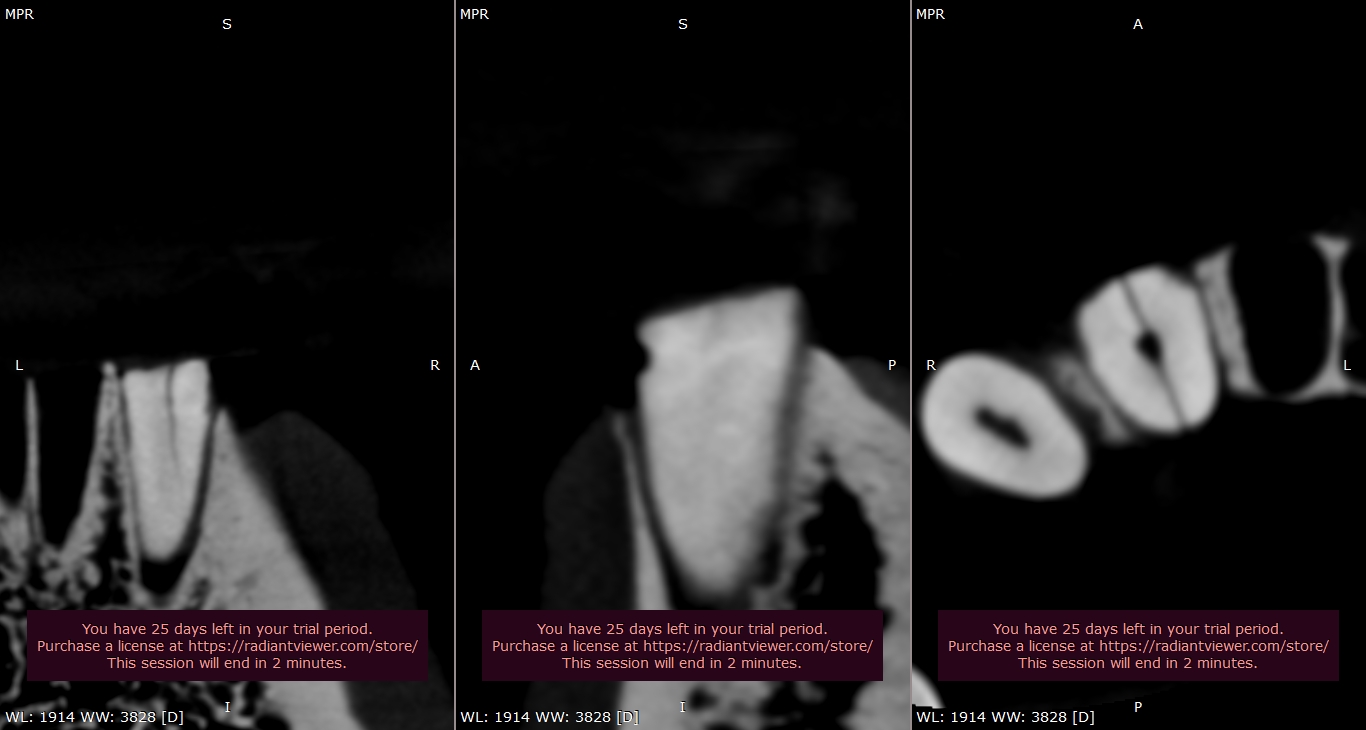 MPR
S
L
R
You have 25 days left in your trial period.
Purchase a license at https://radiantviewer.com/store/
This session will end in 2 minutes.
I
WL: 1914 WW: 3828 [D]
MPR
S
A
P
You have 25 days left in your trial period.
Purchase a license at https://radiantviewer.com/store/
This session will end in 2 minutes.
I
WL: 1914 WW: 3828 [D]
MPR
A
R
L
You have 25 days left in your trial period.
Purchase a license at https://radiantviewer.com/store/
This session will end in 2 minutes.
P
WL: 1914 WW: 3828 [D]